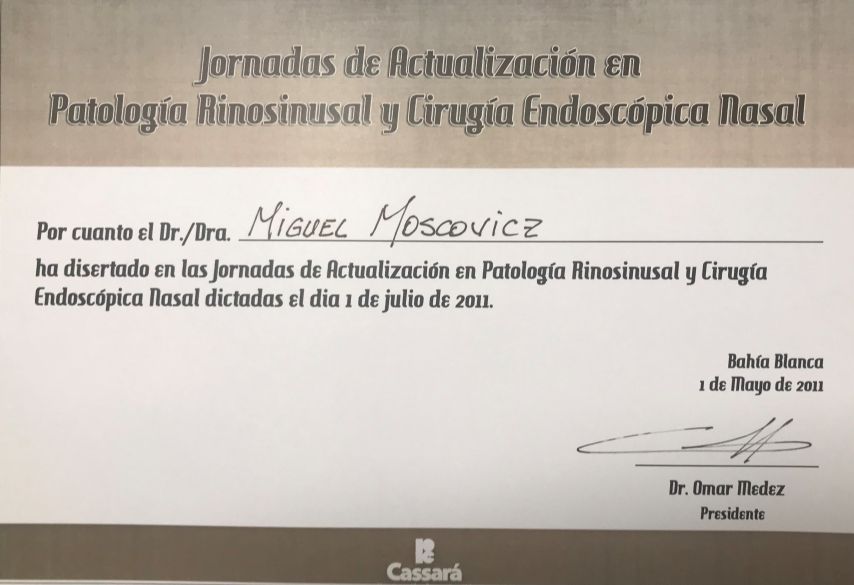 Jornadas de Actualización en
Patología Rinosinusal y Cirugía Endoscópica Nasal
Por cuanto el Dr./Dra. MIGUEL MOSCOVICZ
ha disertado en las Jornadas de Actualización en Patología Rinosinusal y Cirugía
Endoscópica Nasal dictadas el dia 1 de julio de 2011.
Bahía Blanca
1 de Mayo de 2011
Dr. Omar Medez
Presidente
Cassará